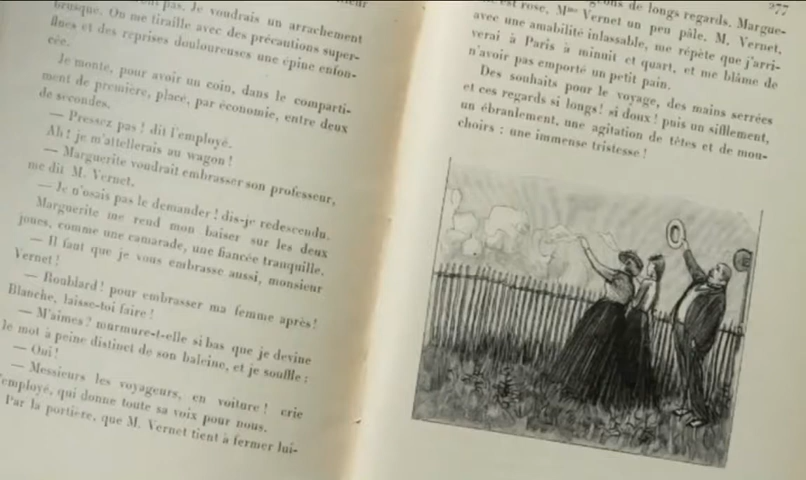 pas. Je voudrais un arrachement
brusque. On me tiraille avec des précautions super-
flues et des reprises douloureuses une épine enfon-
cée.
Je monte, pour avoir un coin, dans le comparti-
ment de première, placé, par économie, entre deux
de secondes.
— Pressez pas ! dit l'employé.
Ah ! je m'attellerais au wagon !
— Marguerite voudrait embrasser son professeur,
me dit M. Vernet.
— Je n'osais pas le demander ! dis-je redescendu.
Marguerite me rend mon baiser sur les deux
joues, comme une camarade, une fiancée tranquille.
— Il faut que je vous embrasse aussi, monsieur
Vernet !
— Roublard ! pour embrasser ma femme après !
Blanche, laisse-toi faire !
— M'aimes ? murmure-t-elle si bas que je devine
le mot à peine distinct de son haleine, et je souffle :
— Oui !
— Messieurs les voyageurs, en voiture ! crie
l'employé, qui donne toute sa voix pour nous.
Par la portière, que M. Vernet tient à fermer lui-
277
de longs regards. Margue-
est rose, Mme Vernet un peu pâle. M. Vernet,
avec une amabilité inlassable, me répète que j'arri-
verai à Paris à minuit et quart, et me blâme de
n'avoir pas emporté un petit pain.
Des souhaits pour le voyage, des mains serrées
et ces regards si longs ! si doux ! puis un sifflement,
un ébranlement, une agitation de têtes et de mou-
choirs : une immense tristesse !